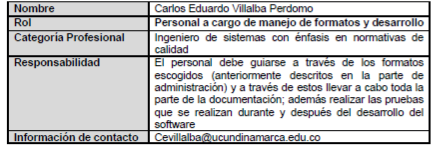 Nombre Carlos Eduardo Villalba Perdomo
Rol Personal a cargo de manejo de formatos y desarrollo
Categoría Profesional Ingeniero de sistemas con énfasis en normativas de
calidad
Responsabilidad El personal debe guiarse a través de los formatos
escogidos (anteriormente descritos en la parte de
administración) y a través de estos llevar a cabo toda la
parte de la documentación; además realizar las pruebas
que se realizan durante y después del desarrollo del
software
Información de contacto Cevillalba@ucundinamarca.edu.co